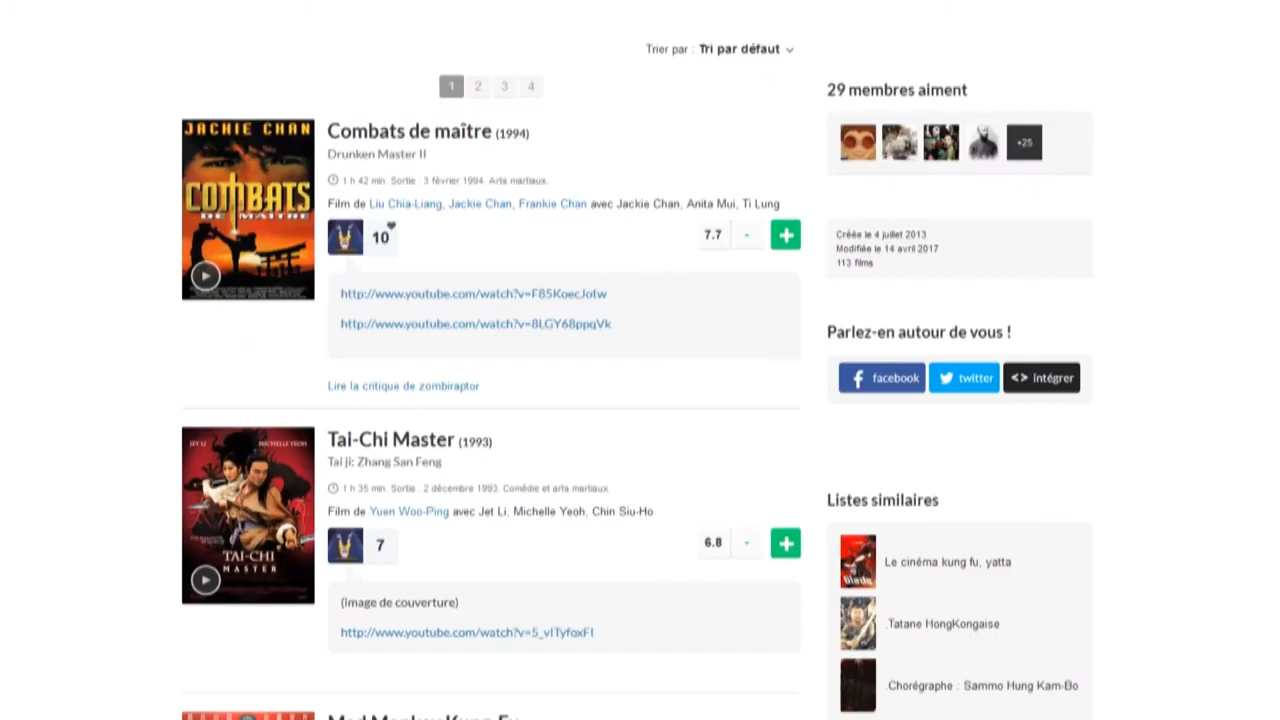 Trier par : Tri par défaut
1 2 3 4
JACKIE CHAN
COMBATS
DE MAÎTRE
Combats de maître (1994)
Drunken Master II
1 h 42 min. Sortie : 3 février 1994. Arts martiaux.
Film de Liu Chia-Liang, Jackie Chan, Frankie Chan avec Jackie Chan, Anita Mui, Ti Lung
10
7.7
-
+
http://www.youtube.com/watch?v=F85KoecJotw
http://www.youtube.com/watch?v=8LGY68ppqVk
Lire la critique de zombiraptor
JET LI MICHELLE YEOH
TAI-CHI
MASTER
Tai-Chi Master (1993)
Tai ji: Zhang San Feng
1 h 35 min. Sortie : 2 décembre 1993. Comédie et arts martiaux.
Film de Yuen Woo-Ping avec Jet Li, Michelle Yeoh, Chin Siu-Ho
7
6.8
-
+
(Image de couverture)
http://www.youtube.com/watch?v=5_vITyfoxFI
Mad Monkey Kung Fu
29 membres aiment
+25
Créée le 4 juillet 2013
Modifiée le 14 avril 2017
113 films
Parlez-en autour de vous !
facebook twitter <> Intégrer
Listes similaires
Le cinéma kung fu, yatta
Tatane HongKongaise
Chorégraphe : Sammo Hung Kam-Bo